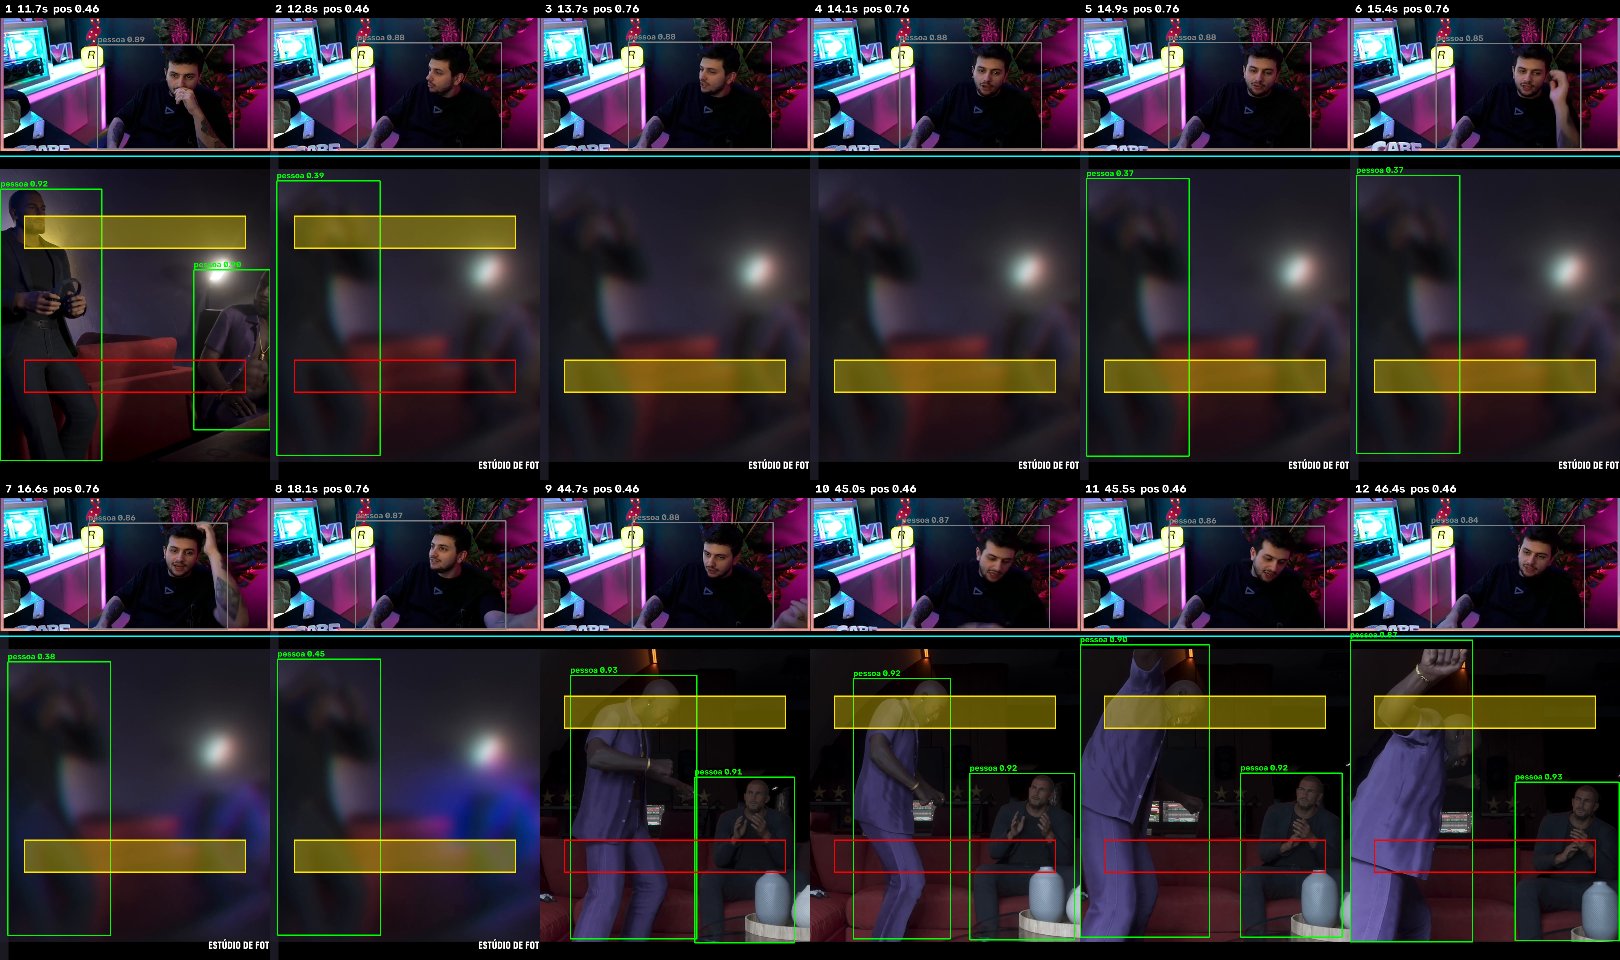 1 11.7s pos 0.46
2 12.8s pos 0.46
3 13.7s pos 0.76
4 14.1s pos 0.76
5 14.9s pos 0.76
6 15.4s pos 0.76
pessoa 0.89
pessoa 0.88
pessoa 0.88
pessoa 0.88
pessoa 0.88
pessoa 0.85
R
R
R
R
R
R
CARE
pessoa 0.92
pessoa 0.39
pessoa 0.37
pessoa 0.37
ESTÚDIO DE FOT
ESTÚDIO DE FOT
ESTÚDIO DE FOT
ESTÚDIO DE FOT
ESTÚDIO DE FOT
7 16.6s pos 0.76
8 18.1s pos 0.76
9 44.7s pos 0.46
10 45.0s pos 0.46
11 45.5s pos 0.46
12 46.4s pos 0.46
pessoa 0.86
pessoa 0.87
pessoa 0.88
pessoa 0.87
pessoa 0.86
pessoa 0.84
R
R
R
R
R
R
pessoa 0.38
pessoa 0.45
pessoa 0.93
pessoa 0.92
pessoa 0.90
pessoa 0.87
pessoa 0.91
pessoa 0.92
pessoa 0.92
pessoa 0.93
ESTÚDIO DE FOT
ESTÚDIO DE FOT